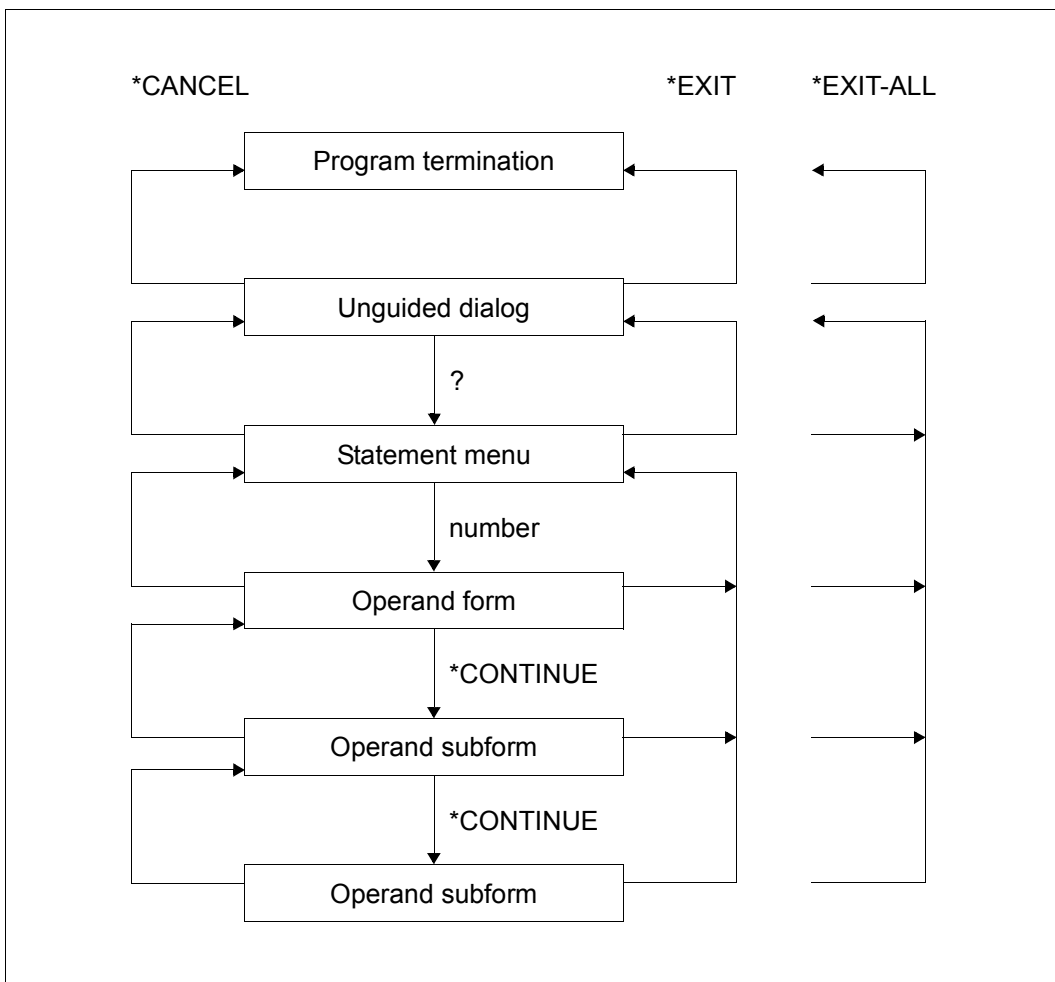 *CANCEL *EXIT *EXIT-ALL
Program termination
Unguided dialog
?
Statement menu
number
Operand form
*CONTINUE
Operand subform
*CONTINUE
Operand subform